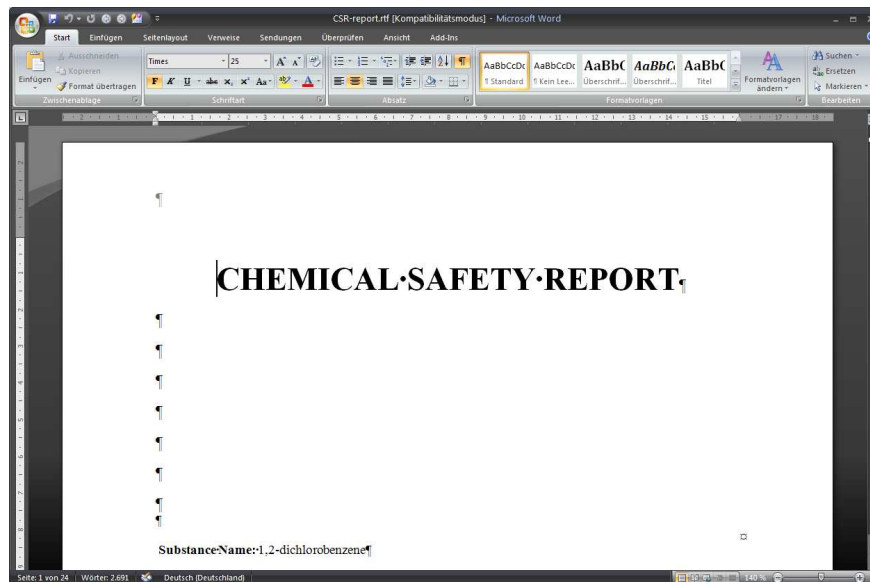 CSR-report.rtf [Kompatibilitätsmodus] - Microsoft Word
Start Einfügen Seitenlayout Verweise Sendungen Überprüfen Ansicht Add-Ins
Einfügen
Ausschneiden
Kopieren
Format übertragen
Zwischenablage
Times 25
F K U abc x, x² Aa A
Schriftart
Absatz
AaBbCcDc AaBbCcDc AaBbC AaBbC AaBbC
¶ Standard ¶ Kein Lee... Überschrif... Überschrif... Titel
Formatvorlagen ändern
Formatvorlagen
Suchen
Ersetzen
Markieren
Bearbeiten
¶
CHEMICAL·SAFETY·REPORT¶
¶
¶
¶
¶
¶
¶
¶
¶
Substance·Name:·1,2-dichlorobenzene¶
Seite: 1 von 24 Wörter: 2.691 Deutsch (Deutschland) 140 %